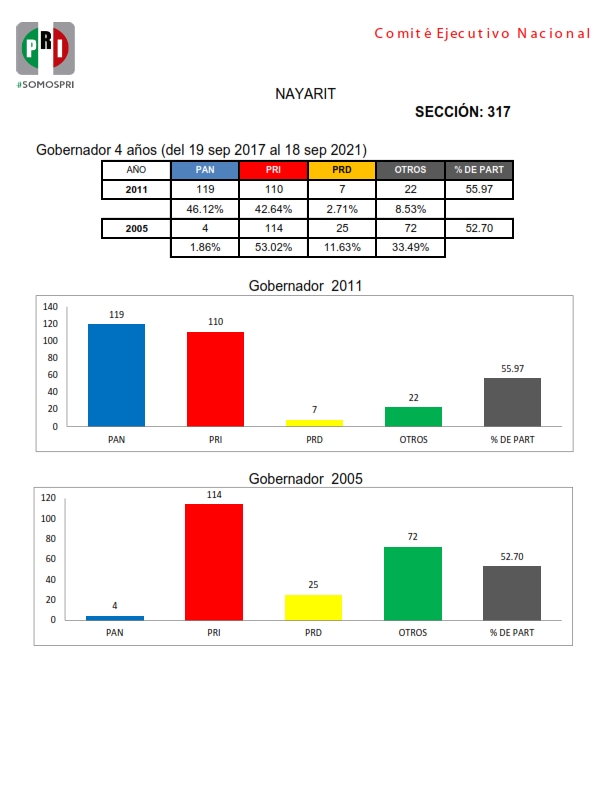 Comité Ejecutivo Nacional
PRI
#SOMOSPRI
NAYARIT
SECCIÓN: 317
Gobernador 4 años (del 19 sep 2017 al 18 sep 2021)
AÑO PAN PRI PRD OTROS % DE PART
2011 119 110 7 22 55.97
46.12% 42.64% 2.71% 8.53%
2005 4 114 25 72 52.70
1.86% 53.02% 11.63% 33.49%
Gobernador 2011
140
120
100
80
60
40
20
0
119
110
7
22
55.97
PAN PRI PRD OTROS % DE PART
Gobernador 2005
120
100
80
60
40
20
0
4
114
25
72
52.70
PAN PRI PRD OTROS % DE PART